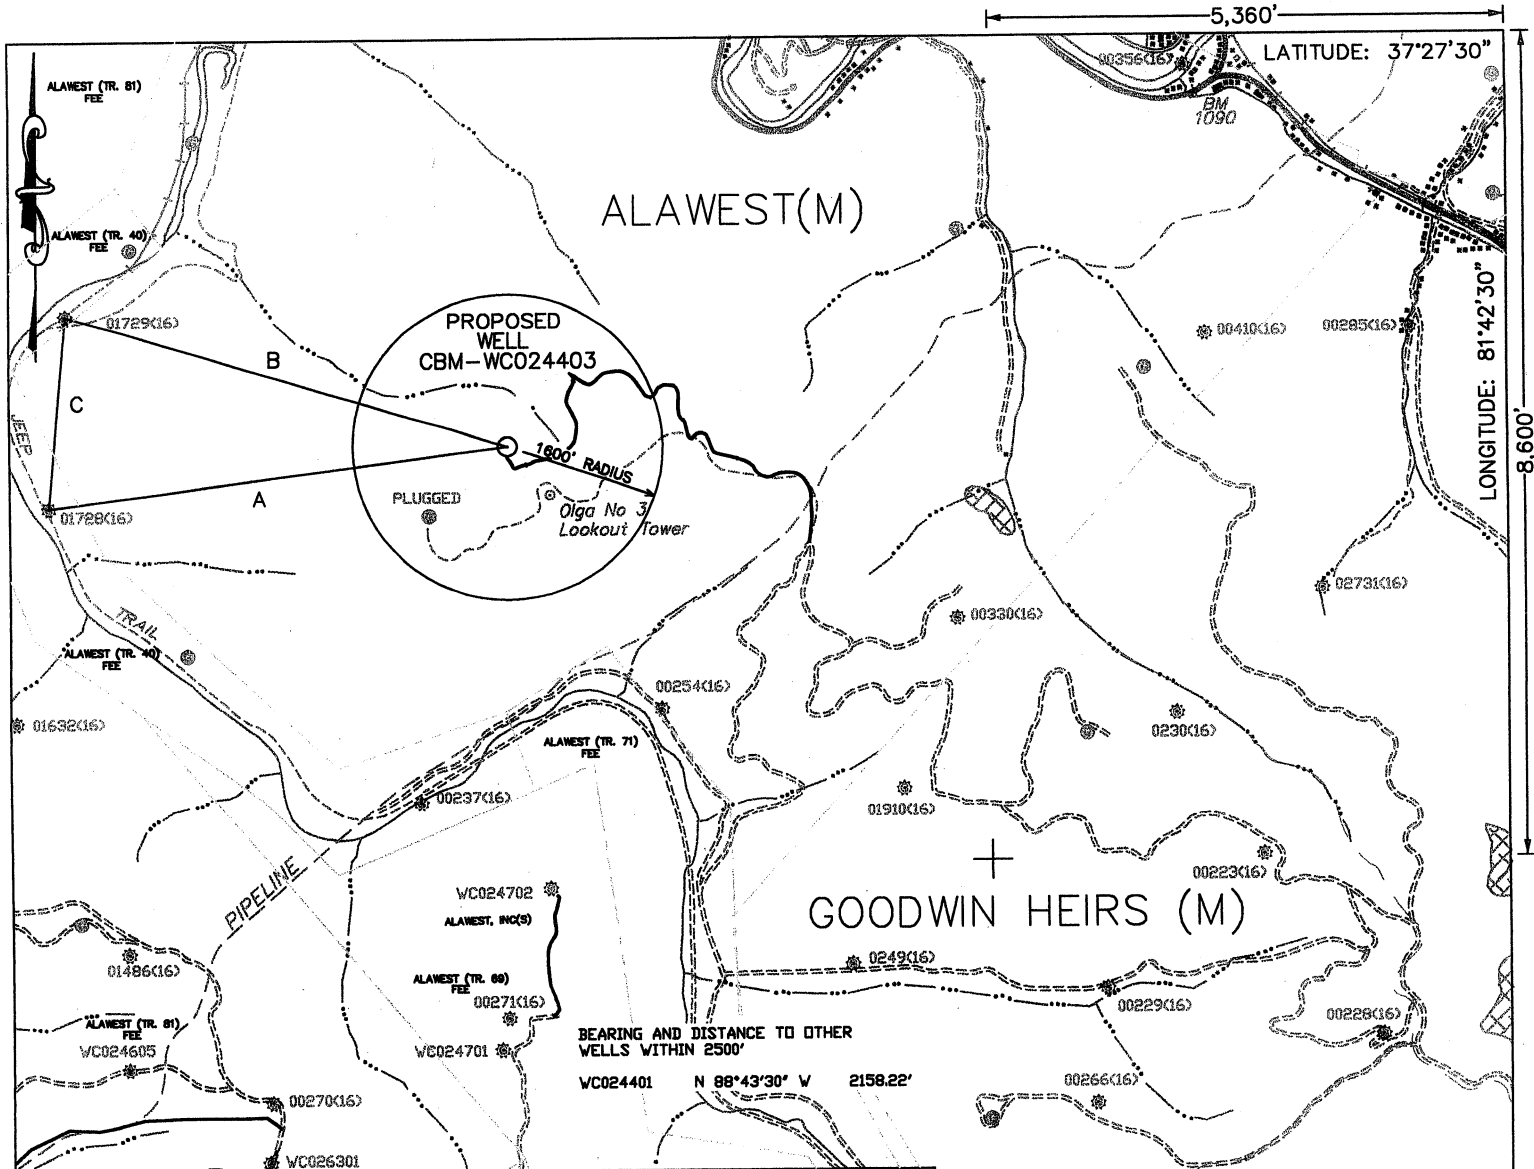 5,360'
LATITUDE: 37°27'30"
00356(16)
BM
1090
ALAWEST (TR. 81)
FEE
ALAWEST(M)
ALAWEST (TR. 40)
FEE
01729(16)
PROPOSED
WELL
CBM-WC024403
00410(16)
00285(16)
LONGITUDE: 81°42'30"
8,600'
B
C
JEEP
A
1600' RADIUS
PLUGGED
Olga No 3
Lookout Tower
01728(16)
02731(16)
TRAIL
00330(16)
ALAWEST (TR. 40)
FEE
00254(16)
01632(16)
0230(16)
ALAWEST (TR. 71)
FEE
00237(16)
01910(16)
00223(16)
PIPELINE
WC024702
ALAWEST, INC(S)
GOODWIN HEIRS (M)
01486(16)
0249(16)
ALAWEST (TR. 69)
FEE
00271(16)
00229(16)
00228(16)
ALAWEST (TR. 81)
FEE
WC024605
WC024701
BEARING AND DISTANCE TO OTHER
WELLS WITHIN 2500'
WC024401 N 88°43'30" W 2158.22'
00266(16)
00270(16)
WC026301